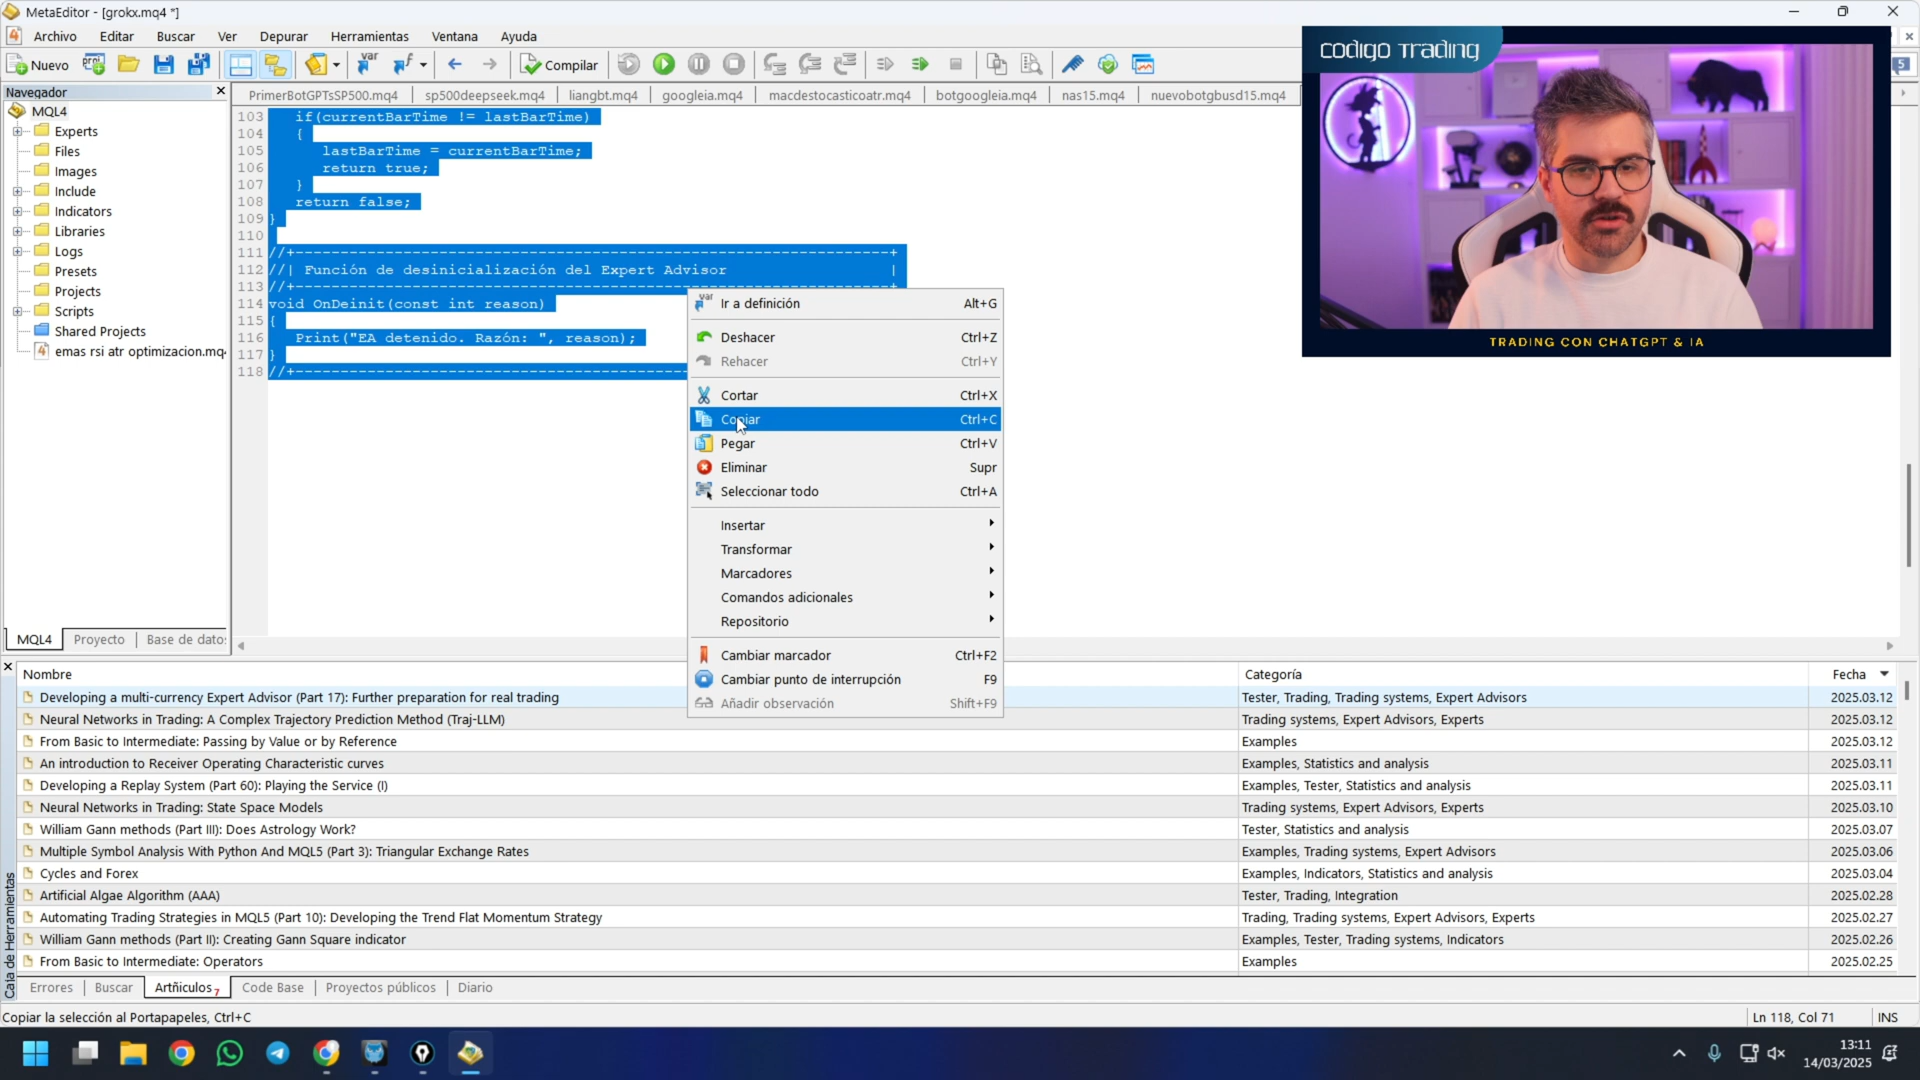 MetaEditor - [grokx.mq4 *]
Archivo Editar Buscar Ver Depurar Herramientas Ventana Ayuda
Nuevo Compilar
5
Navegador
PrimerBotGPTsSP500.mq4 sp500deepseek.mq4 liangbt.mq4 googleia.mq4 macdestocasticoatr.mq4 botgoogleia.mq4 nas15.mq4 nuevobotgbusd15.mq4
MQL4
Experts
Files
Images
Include
Indicators
Libraries
Logs
Presets
Projects
Scripts
Shared Projects
emas rsi atr optimizacion.mq
MQL4 Proyecto Base de dato
103 if(currentBarTime != lastBarTime)
104 {
105 lastBarTime = currentBarTime;
106 return true;
107 }
108 return false;
109 }
110
111 //+------------------------------------------------------------------+
112 //| Función de desinicialización del Expert Advisor |
113 //+------------------------------------------------------------------+
114 void OnDeinit(const int reason)
115 {
116 Print("EA detenido. Razón: ", reason);
117 }
118 //+--------------------------------------------
Ir a definición Alt+G
Deshacer Ctrl+Z
Rehacer Ctrl+Y
Cortar Ctrl+X
Copiar Ctrl+C
Pegar Ctrl+V
Eliminar Supr
Seleccionar todo Ctrl+A
Insertar
Transformar
Marcadores
Comandos adicionales
Repositorio
Cambiar marcador Ctrl+F2
Cambiar punto de interrupción F9
Añadir observación Shift+F9
codigo trading
TRADING CON CHATGPT & IA
Nombre Categoría Fecha
Developing a multi-currency Expert Advisor (Part 17): Further preparation for real trading Tester, Trading, Trading systems, Expert Advisors 2025.03.12
Neural Networks in Trading: A Complex Trajectory Prediction Method (Traj-LLM) Trading systems, Expert Advisors, Experts 2025.03.12
From Basic to Intermediate: Passing by Value or by Reference Examples 2025.03.12
An introduction to Receiver Operating Characteristic curves Examples, Statistics and analysis 2025.03.11
Developing a Replay System (Part 60): Playing the Service (I) Examples, Tester, Statistics and analysis 2025.03.11
Neural Networks in Trading: State Space Models Trading systems, Expert Advisors, Experts 2025.03.10
William Gann methods (Part III): Does Astrology Work? Tester, Statistics and analysis 2025.03.07
Multiple Symbol Analysis With Python And MQL5 (Part 3): Triangular Exchange Rates Examples, Trading systems, Expert Advisors 2025.03.06
Cycles and Forex Examples, Indicators, Statistics and analysis 2025.03.04
Artificial Algae Algorithm (AAA) Tester, Trading, Integration 2025.02.28
Automating Trading Strategies in MQL5 (Part 10): Developing the Trend Flat Momentum Strategy Trading, Trading systems, Expert Advisors, Experts 2025.02.27
William Gann methods (Part II): Creating Gann Square indicator Examples, Tester, Trading systems, Indicators 2025.02.26
From Basic to Intermediate: Operators Examples 2025.02.25
Caja de Herramientas
Errores Buscar Artñiculos 7 Code Base Proyectos públicos Diario
Copiar la selección al Portapapeles, Ctrl+C Ln 118, Col 71 INS
13:11
14/03/2025